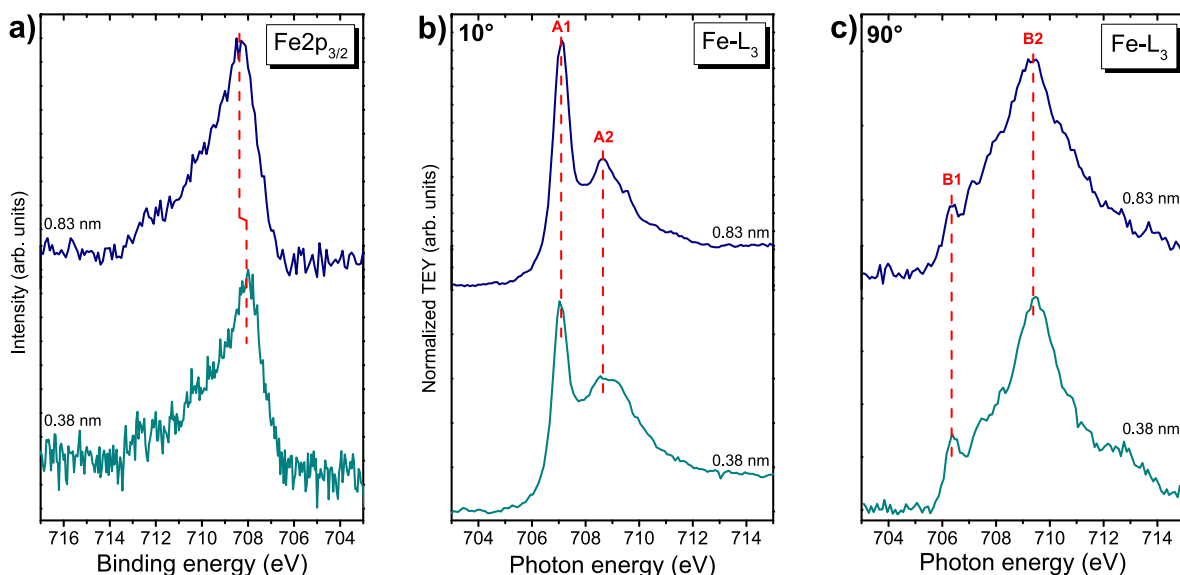 a)
Fe2p3/2
0.83 nm
0.38 nm
Intensity (arb. units)
716 714 712 710 708 706 704
Binding energy (eV)
b) 10°
A1
Fe-L3
A2
0.83 nm
0.38 nm
Normalized TEY (arb. units)
704 706 708 710 712 714
Photon energy (eV)
c) 90°
B2
Fe-L3
B1
0.83 nm
0.38 nm
704 706 708 710 712 714
Photon energy (eV)